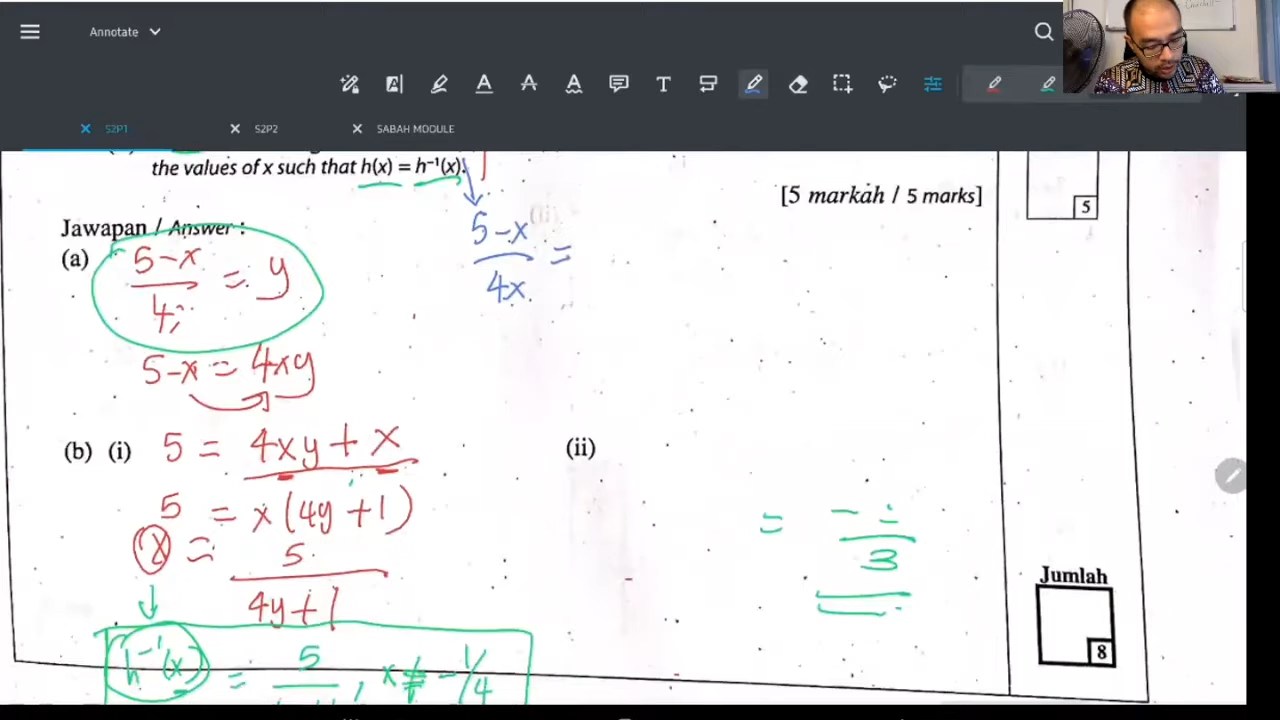 Annotate
S2P1
S2P2
SABAH MODULE
the values of x such that h(x) = h⁻¹(x).
[5 markah / 5 marks]
5
Jawapan / Answer :
(a)
5-x/4x = y
5-x/4x =
5-x = 4xy
(b) (i) 5 = 4xy + x
(ii)
5 = x(4y+1)
x = 5/4y+1
= - /3
Jumlah
8
h⁻¹(x) = 5/ , x ≠ -1/4